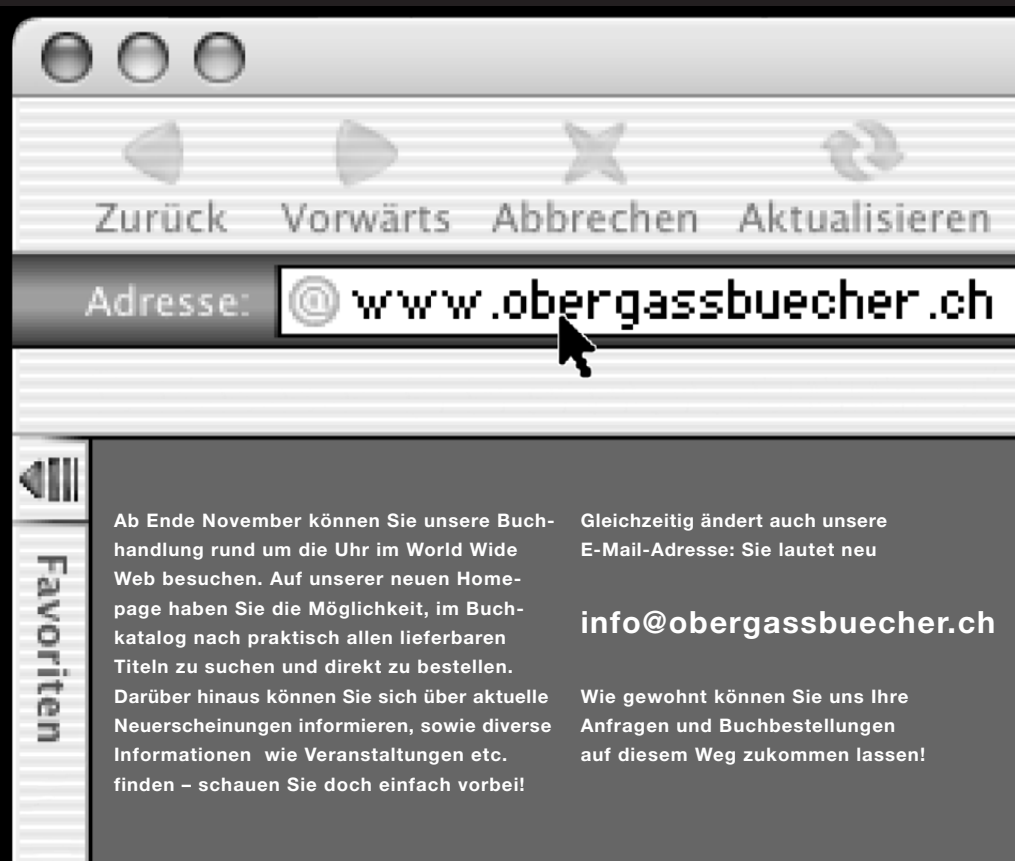 Zurück Vorwärts Abbrechen Aktualisieren
Adresse: @ www.obergassbuecher.ch
Favoriten
Ab Ende November können Sie unsere Buch-
handlung rund um die Uhr im World Wide
Web besuchen. Auf unserer neuen Home-
page haben Sie die Möglichkeit, im Buch-
katalog nach praktisch allen lieferbaren
Titeln zu suchen und direkt zu bestellen.
Darüber hinaus können Sie sich über aktuelle
Neuerscheinungen informieren, sowie diverse
Informationen  wie Veranstaltungen etc.
finden – schauen Sie doch einfach vorbei!
Gleichzeitig ändert auch unsere
E-Mail-Adresse: Sie lautet neu
info@obergassbuecher.ch
Wie gewohnt können Sie uns Ihre
Anfragen und Buchbestellungen
auf diesem Weg zukommen lassen!